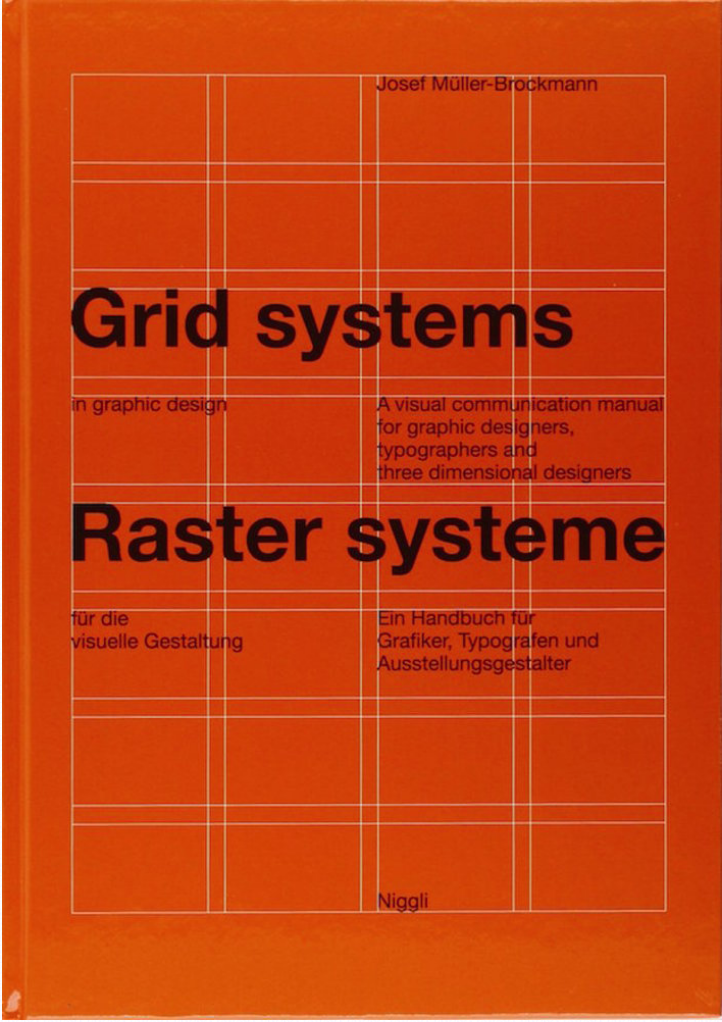 Josef Müller-Brockmann
Grid systems
in graphic design
A visual communication manual
for graphic designers,
typographers and
three dimensional designers
Raster systeme
für die
visuelle Gestaltung
Ein Handbuch für
Grafiker, Typografen und
Ausstellungsgestalter
Niggli